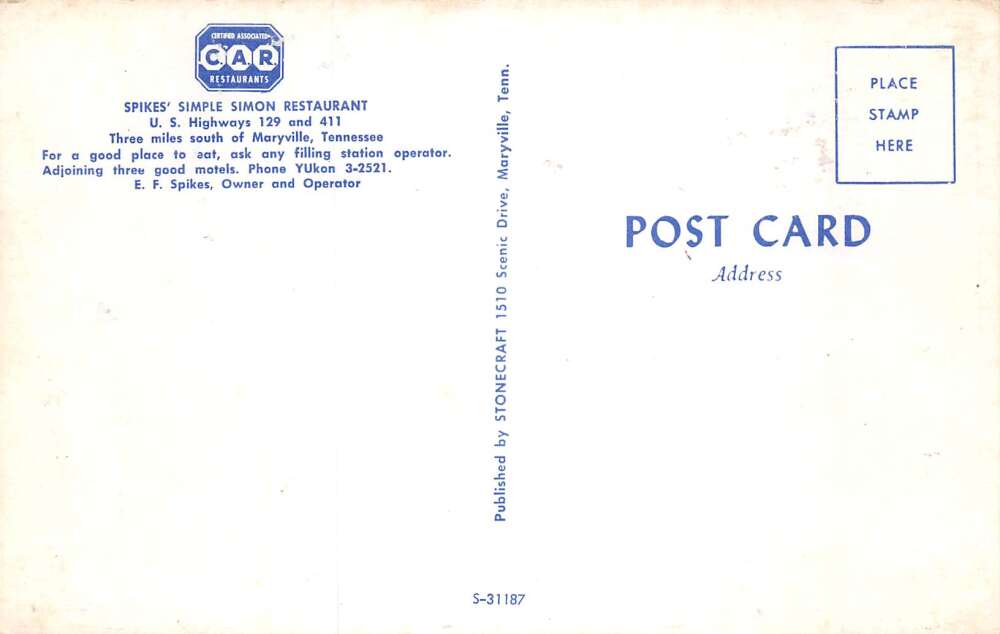 CERTIFIED ASSOCIATED
C.A.R.
RESTAURANTS
SPIKES' SIMPLE SIMON RESTAURANT
U. S. Highways 129 and 411
Three miles south of Maryville, Tennessee
For a good place to eat, ask any filling station operator.
Adjoining three good motels. Phone YUkon 3-2521.
E. F. Spikes, Owner and Operator
Published by STONECRAFT 1510 Scenic Drive, Maryville, Tenn.
PLACE
STAMP
HERE
POST CARD
Address
S-31187